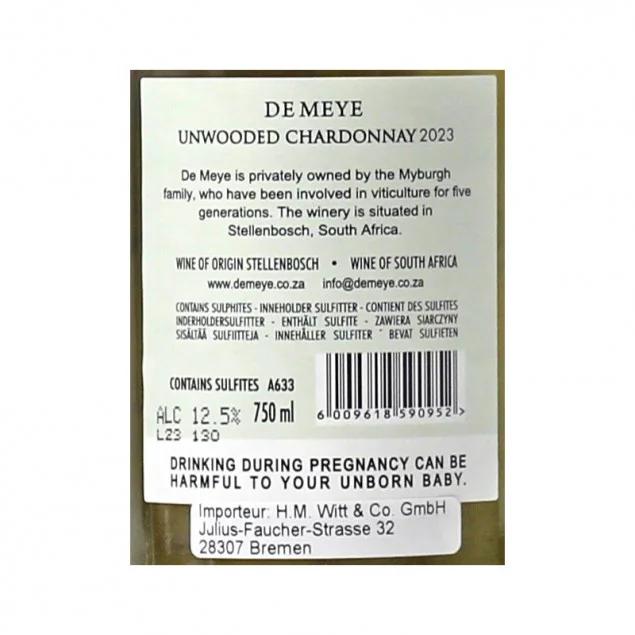 DE MEYE
UNWOODED CHARDONNAY 2023
De Meye is privately owned by the Myburgh
family, who have been involved in viticulture for five
generations. The winery is situated in
Stellenbosch, South Africa.
WINE OF ORIGIN STELLENBOSCH • WINE OF SOUTH AFRICA
www.demeye.co.za info@demeye.co.za
CONTAINS SULPHITES - INNEHOLDER SULFITTER - CONTIENT DES SULFITES
INDERHOLDERSULFITTER - ENTHÄLT SULFITE - ZAWIERA SIARCZYNY
SISÄLTÄÄ SULFIITTEJA - INNEHÅLLER SULFITER - BEVAT SULFIETEN
CONTAINS SULFITES A633
ALC 12.5% 750 ml
L23 130
6 009618 590952 >
DRINKING DURING PREGNANCY CAN BE
HARMFUL TO YOUR UNBORN BABY.
Importeur: H.M. Witt & Co. GmbH
Julius-Faucher-Strasse 32
28307 Bremen